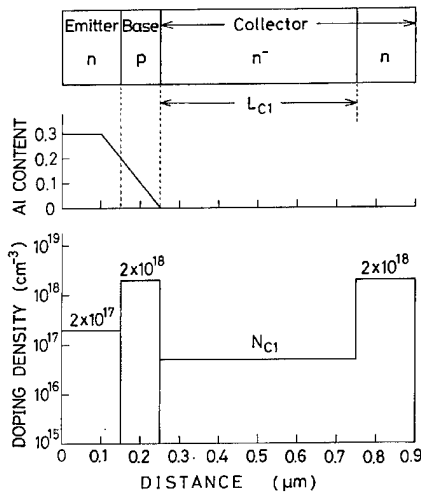 Emitter Base Collector
n p n⁻ n
L_C1
Al CONTENT
0.3
0.2
0.1
0
DOPING DENSITY (cm⁻³)
10¹⁹
10¹⁸
10¹⁷
10¹⁶
10¹⁵
2x10¹⁷
2x10¹⁸
N_C1
2x10¹⁸
0 0.1 0.2 0.3 0.4 0.5 0.6 0.7 0.8 0.9
DISTANCE (μm)